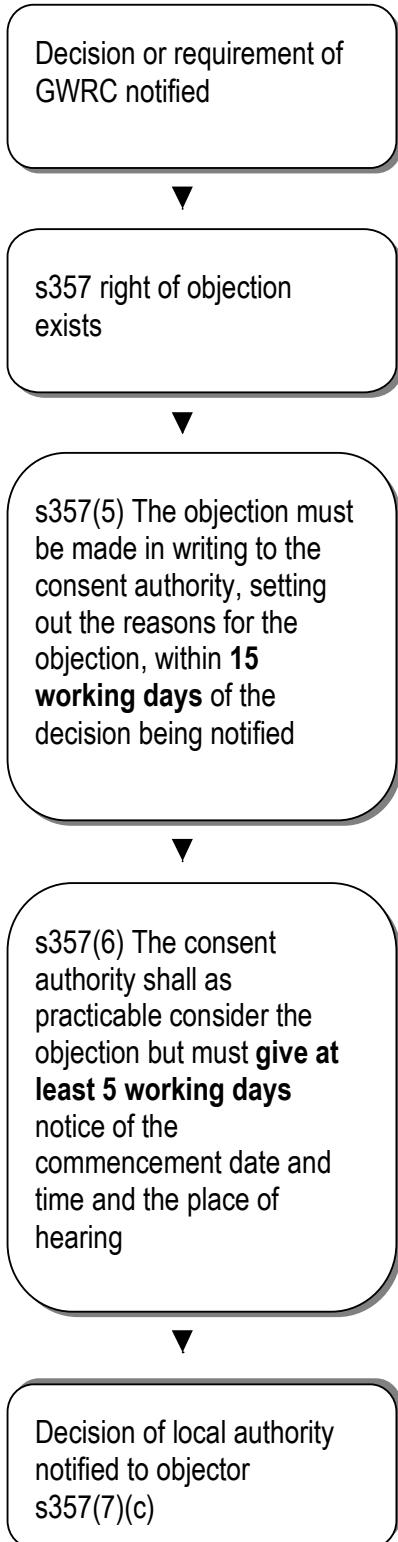 Decision or requirement of
GWRC notified
s357 right of objection
exists
s357(5) The objection must
be made in writing to the
consent authority, setting
out the reasons for the
objection, within 15
working days of the
decision being notified
s357(6) The consent
authority shall as
practicable consider the
objection but must give at
least 5 working days
notice of the
commencement date and
time and the place of
hearing
Decision of local authority
notified to objector
s357(7)(c)